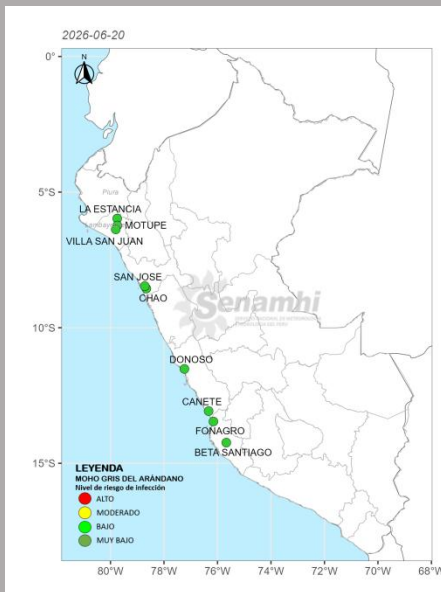 2026-06-20
N
0°
5°S
10°S
15°S
Piura
LA ESTANCIA
MOTUPE
VILLA SAN JUAN
SAN JOSE
CHAO
Senamhi
DONOSO
CANETE
FONAGRO
BETA SANTIAGO
LEYENDA
MOHO GRIS DEL ARÁNDANO
Nivel de riesgo de infección
ALTO
MODERADO
BAJO
MUY BAJO
80°W 78°W 76°W 74°W 72°W 70°W 68°W